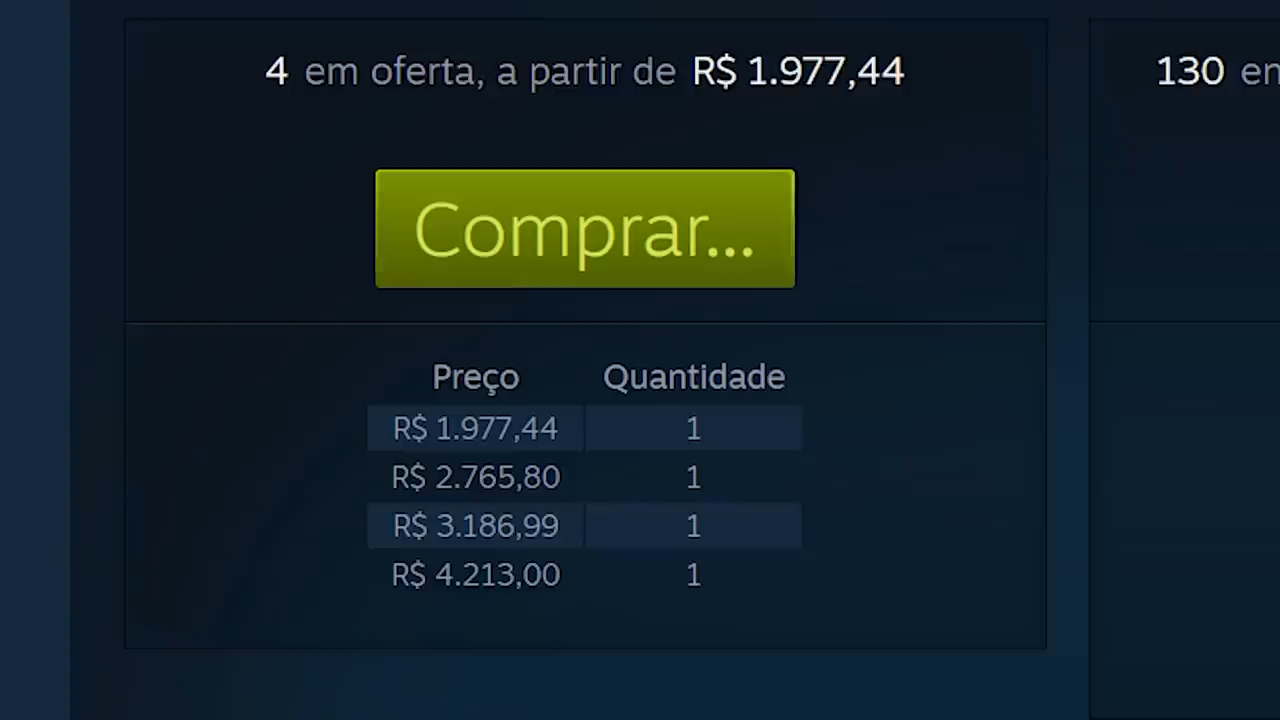 4 em oferta, a partir de R$ 1.977,44
130 en
Comprar...
Preço Quantidade
R$ 1.977,44 1
R$ 2.765,80 1
R$ 3.186,99 1
R$ 4.213,00 1